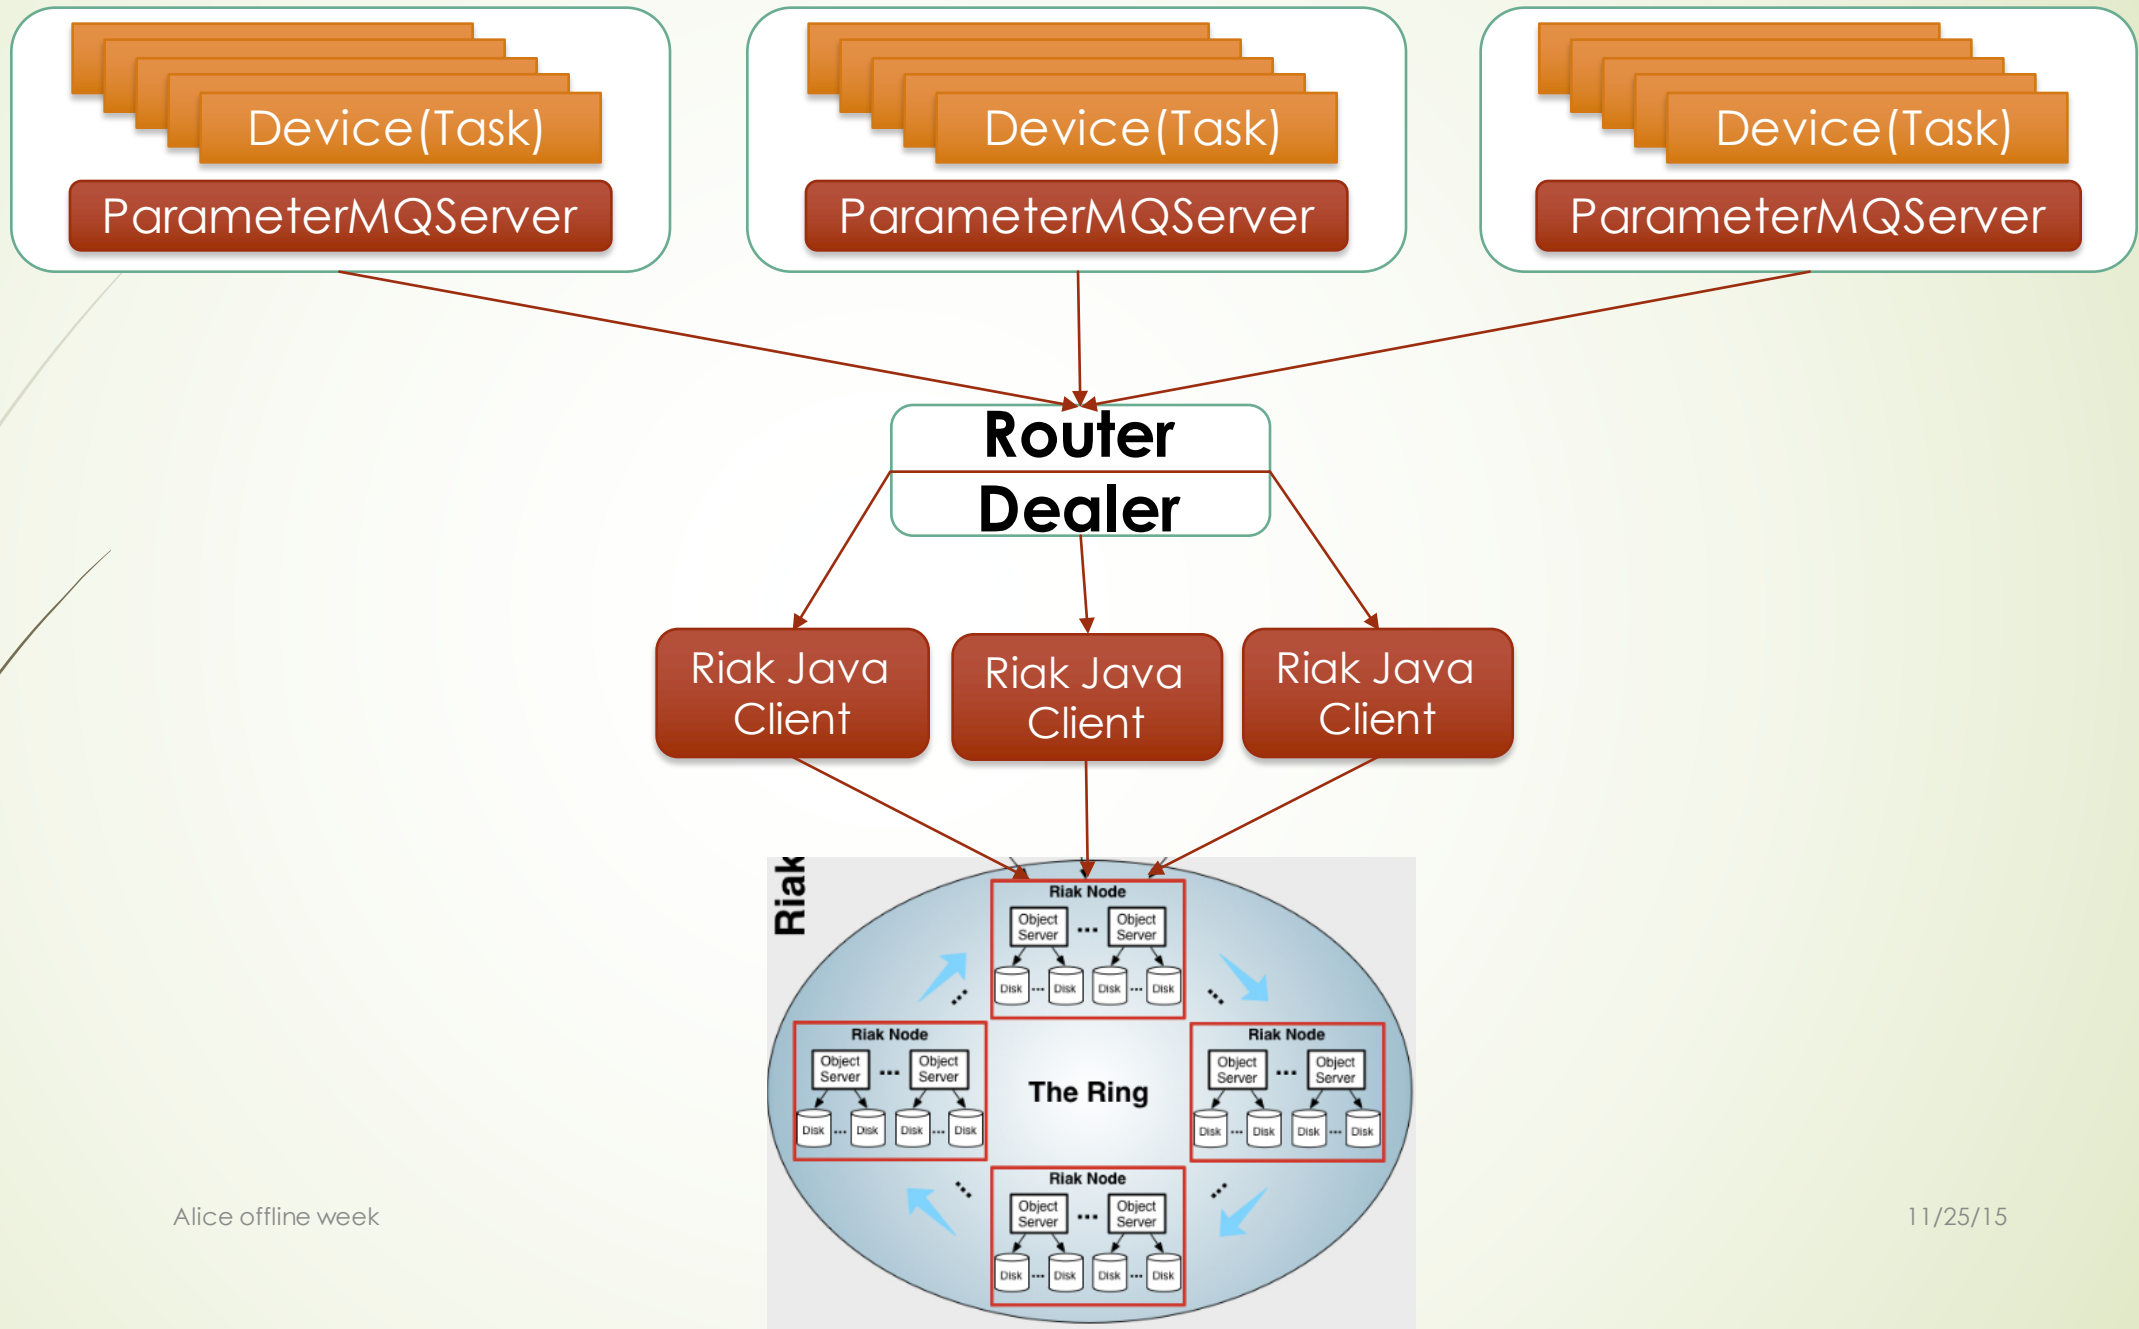 Device(Task)
ParameterMQServer
Device(Task)
ParameterMQServer
Device(Task)
ParameterMQServer
Router
Dealer
Riak Java
Client
Riak Java
Client
Riak Java
Client
Riak
Riak Node
Object
Server
...
Object
Server
Disk
...
Disk
Disk
...
Disk
...
...
Riak Node
Object
Server
...
Object
Server
Disk
...
Disk
Disk
...
Disk
The Ring
Riak Node
Object
Server
...
Object
Server
Disk
...
Disk
Disk
...
Disk
...
...
Riak Node
Object
Server
...
Object
Server
Disk
...
Disk
Disk
...
Disk
Alice offline week
11/25/15